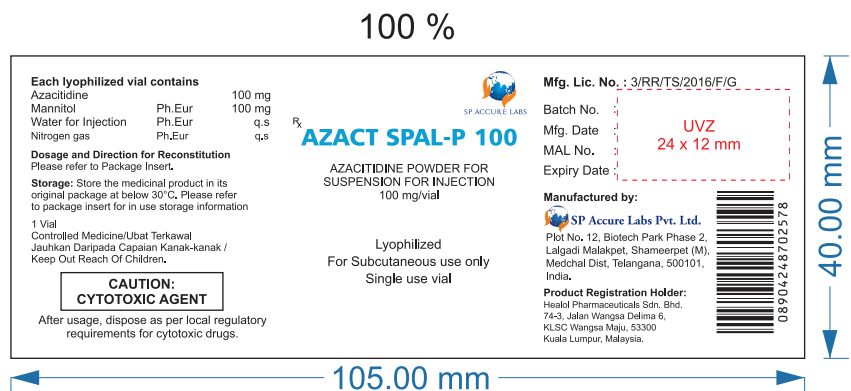 100 %
Each lyophilized vial contains
Azacitidine 100 mg
Mannitol Ph.Eur 100 mg
Water for Injection Ph.Eur q.s
Nitrogen gas Ph.Eur q.s
Dosage and Direction for Reconstitution
Please refer to Package Insert.
Storage: Store the medicinal product in its
original package at below 30°C. Please refer
to package insert for in use storage information
1 Vial
Controlled Medicine/Ubat Terkawal
Jauhkan Daripada Capaian Kanak-kanak /
Keep Out Reach Of Children.
CAUTION:
CYTOTOXIC AGENT
After usage, dispose as per local regulatory
requirements for cytotoxic drugs.
SP ACCURE LABS
Rx
AZACT SPAL-P 100
AZACITIDINE POWDER FOR
SUSPENSION FOR INJECTION
100 mg/vial
Lyophilized
For Subcutaneous use only
Single use vial
Mfg. Lic. No. : 3/RR/TS/2016/F/G
Batch No. :
Mfg. Date :
MAL No. :
Expiry Date :
UVZ
24 x 12 mm
Manufactured by:
SP Accure Labs Pvt. Ltd.
Plot No. 12, Biotech Park Phase 2,
Lalgadi Malakpet, Shameerpet (M),
Medchal Dist, Telangana, 500101,
India.
Product Registration Holder:
Healol Pharmaceuticals Sdn. Bhd.
74-3, Jalan Wangsa Delima 6,
KLSC Wangsa Maju, 53300
Kuala Lumpur, Malaysia.
08904248702578
40.00 mm
105.00 mm